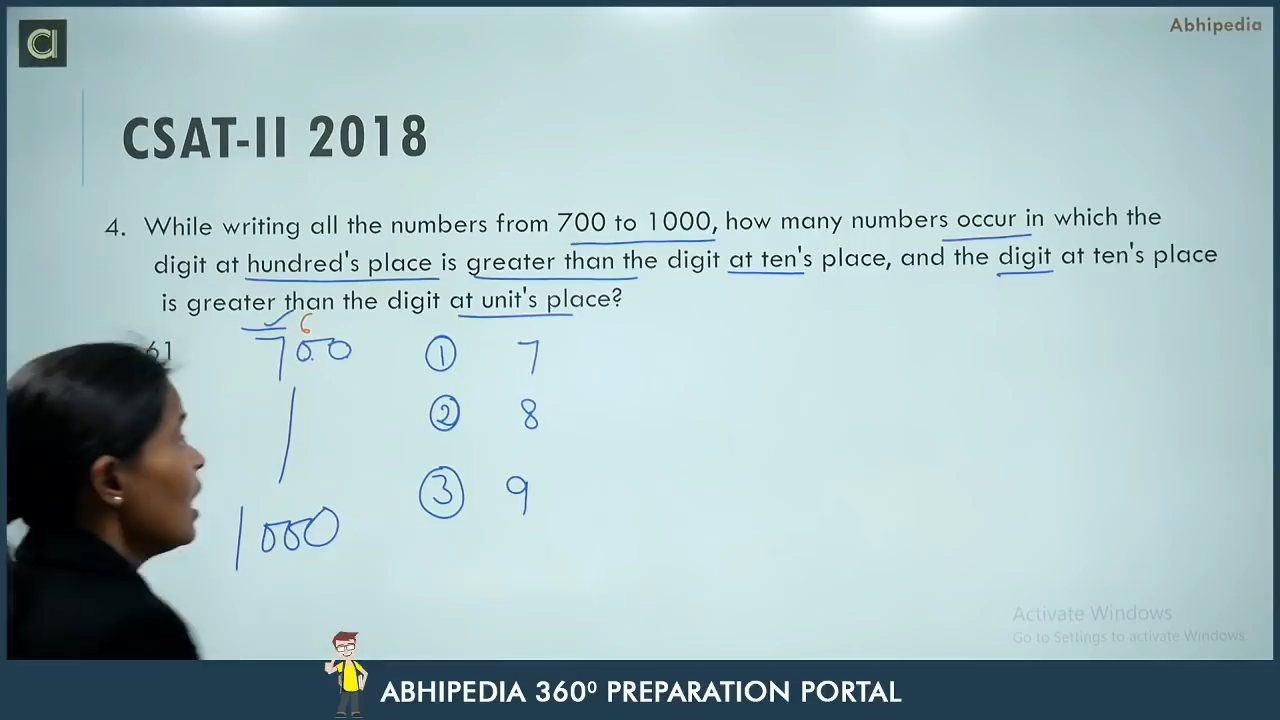 Abhipedia
CSAT-II 2018
4. While writing all the numbers from 700 to 1000, how many numbers occur in which the
digit at hundred's place is greater than the digit at ten's place, and the digit at ten's place
is greater than the digit at unit's place?
6
61
700
① 7
② 8
③ 9
1000
Activate Windows
Go to Settings to activate Windows.
ABHIPEDIA 360⁰ PREPARATION PORTAL